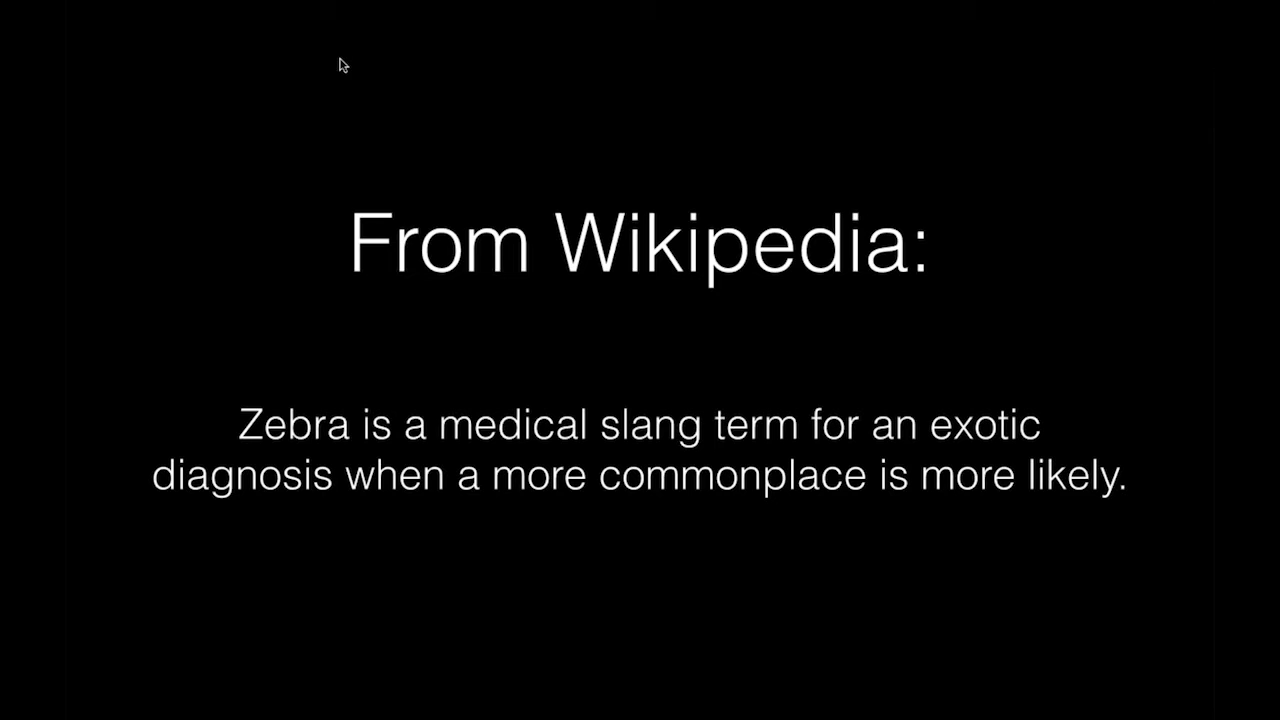 From Wikipedia:
Zebra is a medical slang term for an exotic
diagnosis when a more commonplace is more likely.